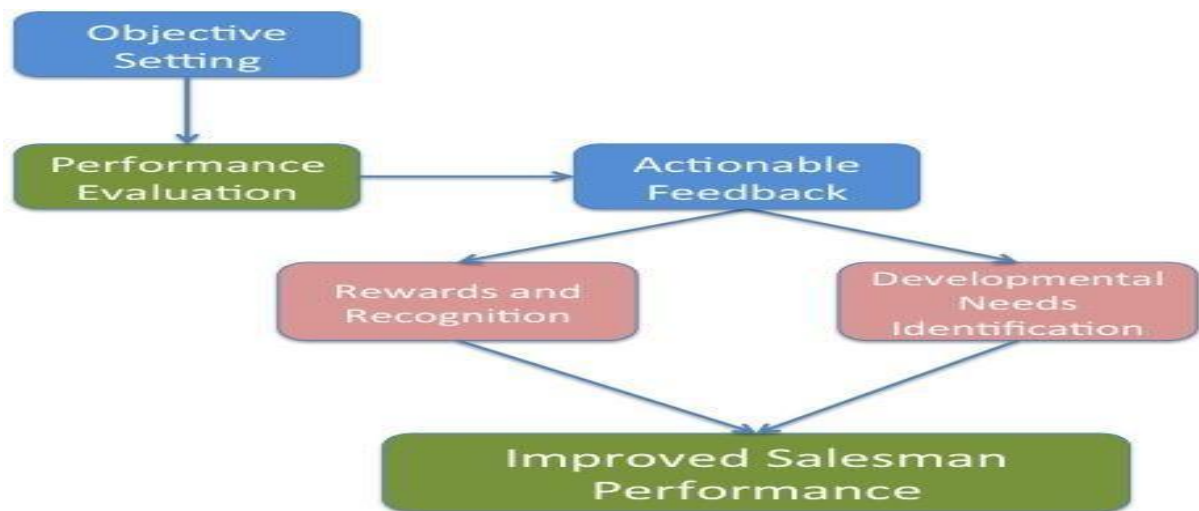 Objective
Setting
Performance
Evaluation
Actionable
Feedback
Rewards and
Recognition
Developmental
Needs
Identification
Improved Salesman
Performance